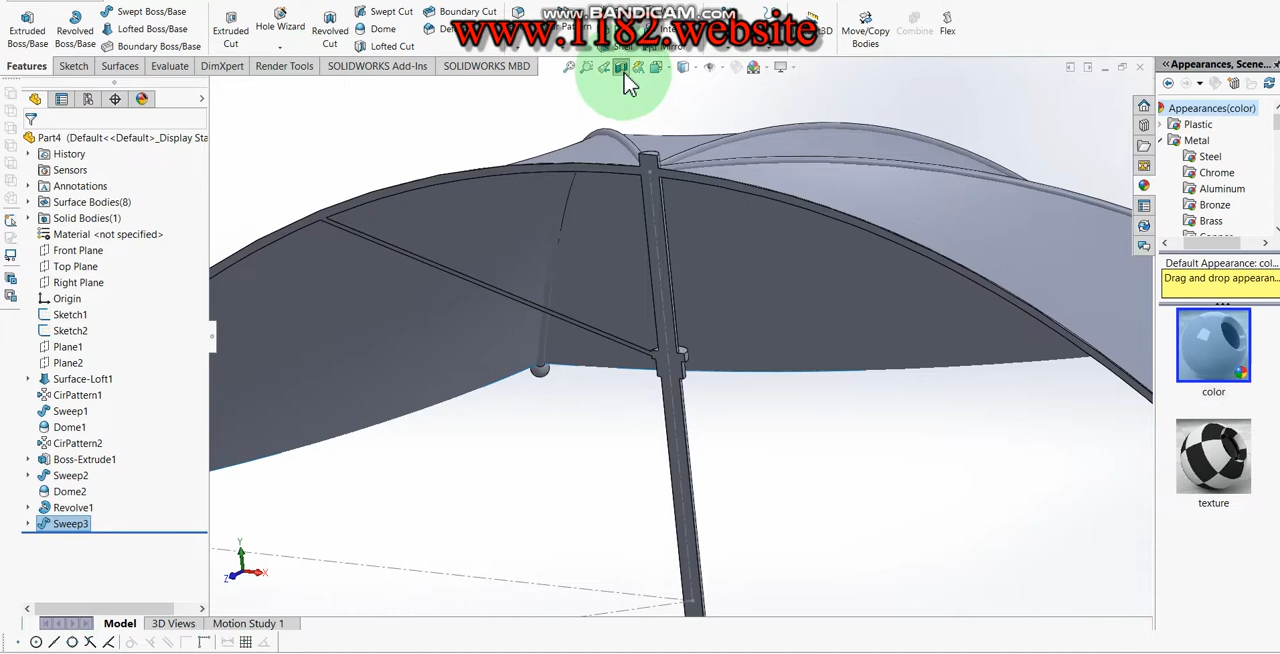 www.BANDICAM.com
www.1182.website
Extruded Boss/Base
Revolved Boss/Base
Swept Boss/Base
Lofted Boss/Base
Boundary Boss/Base
Extruded Cut
Hole Wizard
Revolved Cut
Swept Cut
Dome
Lofted Cut
Boundary Cut
Shell
Mirror
Move/Copy Bodies
Combine
Flex
Features
Sketch
Surfaces
Evaluate
DimXpert
Render Tools
SOLIDWORKS Add-Ins
SOLIDWORKS MBD
Part4 (Default<<Default>_Display Sta
History
Sensors
Annotations
Surface Bodies(8)
Solid Bodies(1)
Material <not specified>
Front Plane
Top Plane
Right Plane
Origin
Sketch1
Sketch2
Plane1
Plane2
Surface-Loft1
CirPattern1
Sweep1
Dome1
CirPattern2
Boss-Extrude1
Sweep2
Dome2
Revolve1
Sweep3
Y
X
Z
Model
3D Views
Motion Study 1
Appearances, Scene...
Appearances(color)
Plastic
Metal
Steel
Chrome
Aluminum
Bronze
Brass
Default Appearance: col...
Drag and drop appearan...
color
texture